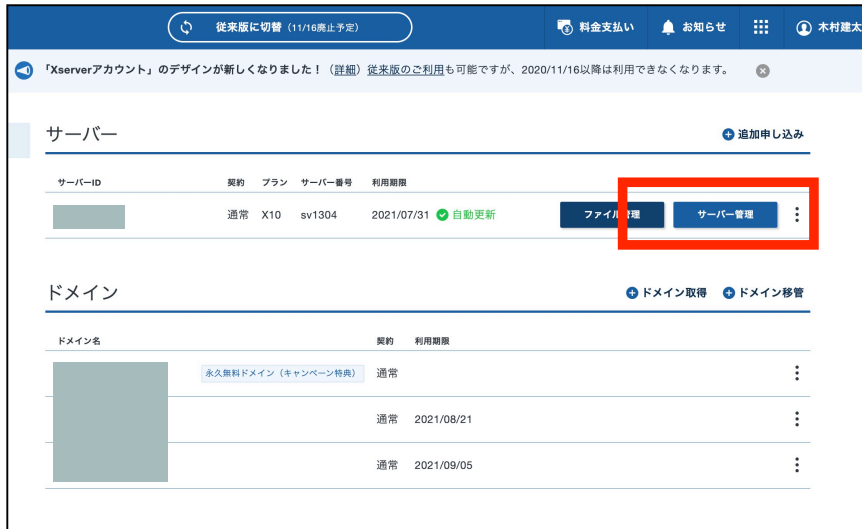 従来版に切替 (11/16廃止予定) 料金支払い お知らせ 木村建太
「Xserverアカウント」のデザインが新しくなりました！（詳細）従来版のご利用も可能ですが、2020/11/16以降は利用できなくなります。
サーバー 追加申し込み
サーバーID 契約 プラン サーバー番号 利用期限
通常 X10 sv1304 2021/07/31 自動更新 ファイル管理 サーバー管理
ドメイン ドメイン取得 ドメイン移管
ドメイン名 契約 利用期限
永久無料ドメイン（キャンペーン特典） 通常
通常 2021/08/21
通常 2021/09/05